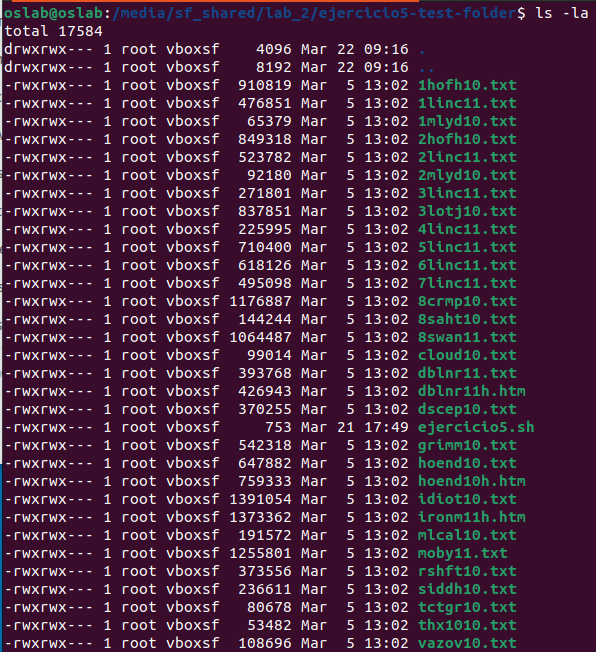 oslab@oslab:/media/sf_shared/lab_2/ejercicio5-test-folder$ ls -la
total 17584
drwxrwx--- 1 root vboxsf    4096 Mar 22 09:16 .
drwxrwx--- 1 root vboxsf    8192 Mar 22 09:16 ..
-rwxrwx--- 1 root vboxsf  910819 Mar  5 13:02 1hofh10.txt
-rwxrwx--- 1 root vboxsf  476851 Mar  5 13:02 1linc11.txt
-rwxrwx--- 1 root vboxsf   65379 Mar  5 13:02 1mlyd10.txt
-rwxrwx--- 1 root vboxsf  849318 Mar  5 13:02 2hofh10.txt
-rwxrwx--- 1 root vboxsf  523782 Mar  5 13:02 2linc11.txt
-rwxrwx--- 1 root vboxsf   92180 Mar  5 13:02 2mlyd10.txt
-rwxrwx--- 1 root vboxsf  271801 Mar  5 13:02 3linc11.txt
-rwxrwx--- 1 root vboxsf  837851 Mar  5 13:02 3lotj10.txt
-rwxrwx--- 1 root vboxsf  225995 Mar  5 13:02 4linc11.txt
-rwxrwx--- 1 root vboxsf  710400 Mar  5 13:02 5linc11.txt
-rwxrwx--- 1 root vboxsf  618126 Mar  5 13:02 6linc11.txt
-rwxrwx--- 1 root vboxsf  495098 Mar  5 13:02 7linc11.txt
-rwxrwx--- 1 root vboxsf 1176887 Mar  5 13:02 8crmp10.txt
-rwxrwx--- 1 root vboxsf  144244 Mar  5 13:02 8saht10.txt
-rwxrwx--- 1 root vboxsf 1064487 Mar  5 13:02 8swan11.txt
-rwxrwx--- 1 root vboxsf   99014 Mar  5 13:02 cloud10.txt
-rwxrwx--- 1 root vboxsf  393768 Mar  5 13:02 dblnr11.txt
-rwxrwx--- 1 root vboxsf  426943 Mar  5 13:02 dblnr11h.htm
-rwxrwx--- 1 root vboxsf  370255 Mar  5 13:02 dscep10.txt
-rwxrwx--- 1 root vboxsf     753 Mar 21 17:49 ejercicio5.sh
-rwxrwx--- 1 root vboxsf  542318 Mar  5 13:02 grimm10.txt
-rwxrwx--- 1 root vboxsf  647882 Mar  5 13:02 hoend10.txt
-rwxrwx--- 1 root vboxsf  759333 Mar  5 13:02 hoend10h.htm
-rwxrwx--- 1 root vboxsf 1391054 Mar  5 13:02 idiot10.txt
-rwxrwx--- 1 root vboxsf 1373362 Mar  5 13:02 ironm11h.htm
-rwxrwx--- 1 root vboxsf  191572 Mar  5 13:02 mlcal10.txt
-rwxrwx--- 1 root vboxsf 1255801 Mar  5 13:02 moby11.txt
-rwxrwx--- 1 root vboxsf  373556 Mar  5 13:02 rshft10.txt
-rwxrwx--- 1 root vboxsf  236611 Mar  5 13:02 siddh10.txt
-rwxrwx--- 1 root vboxsf   80678 Mar  5 13:02 tctgr10.txt
-rwxrwx--- 1 root vboxsf   53482 Mar  5 13:02 thx1010.txt
-rwxrwx--- 1 root vboxsf  108696 Mar  5 13:02 vazov10.txt